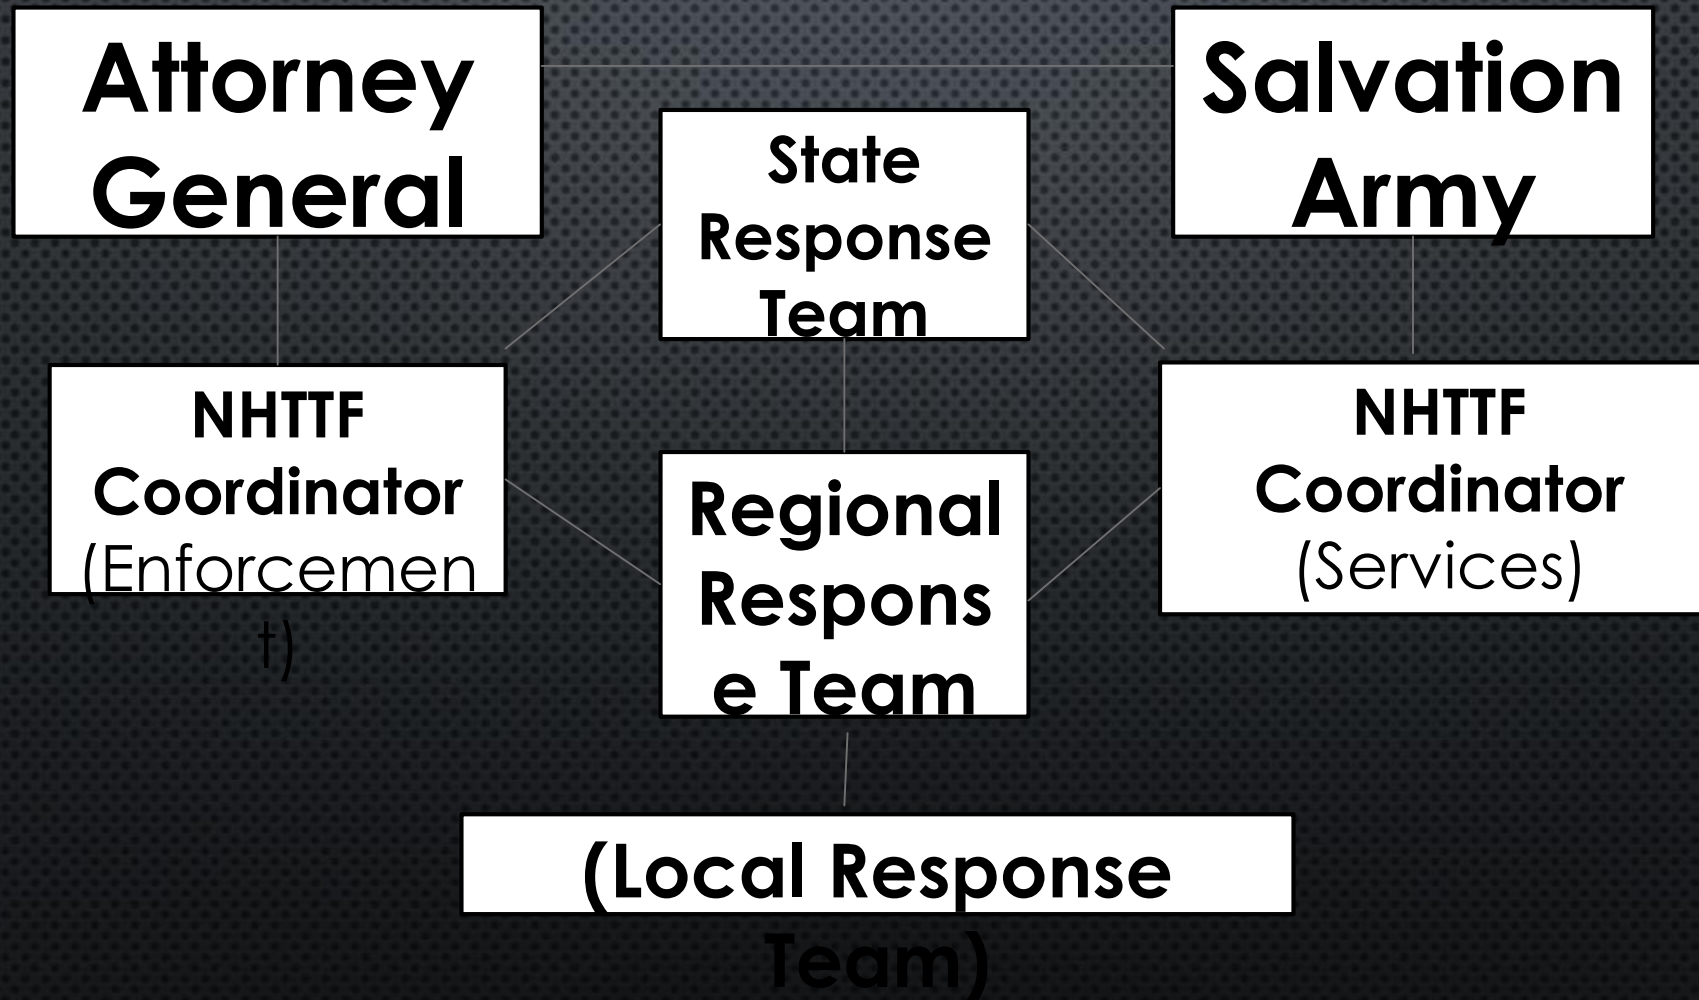 Attorney
General
Salvation
Army
State
Response
Team
NHTTF
Coordinator
(Enforcemen
t)
NHTTF
Coordinator
(Services)
Regional
Respons
e Team
(Local Response
Team)